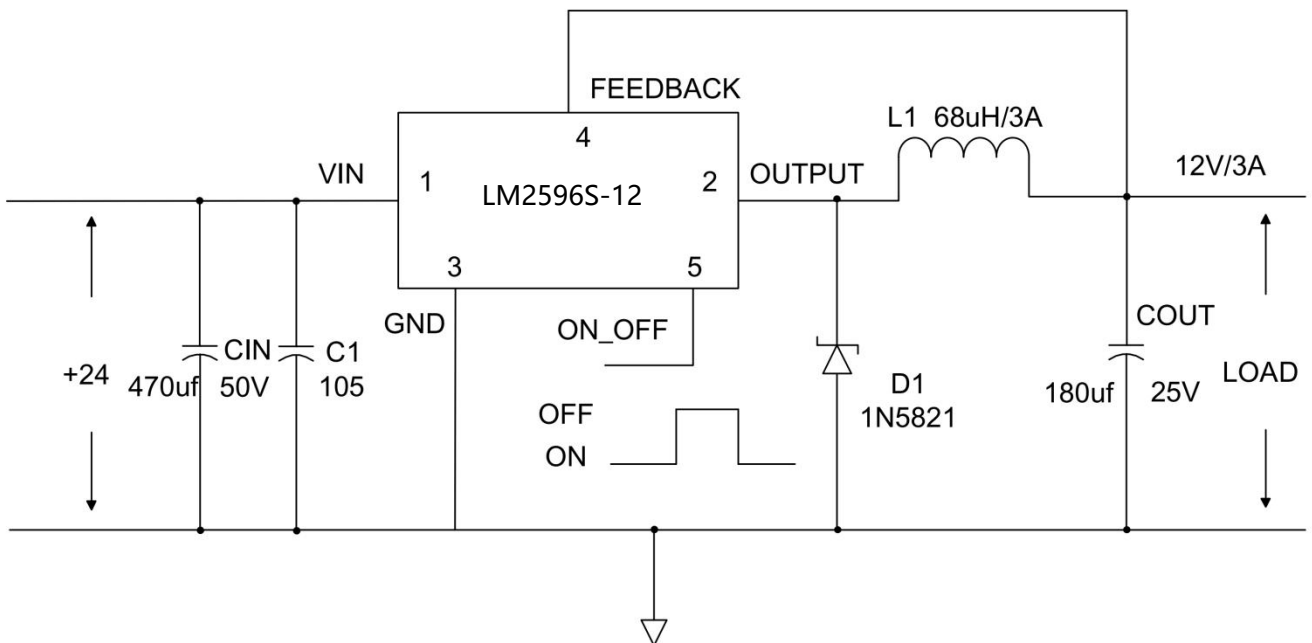 FEEDBACK
4
L1 68uH/3A
VIN
1
LM2596S-12
2
OUTPUT
12V/3A
3
5
GND
ON_OFF
COUT
CIN
C1
+24
470uf
50V
105
D1
1N5821
180uf
25V
LOAD
OFF
ON